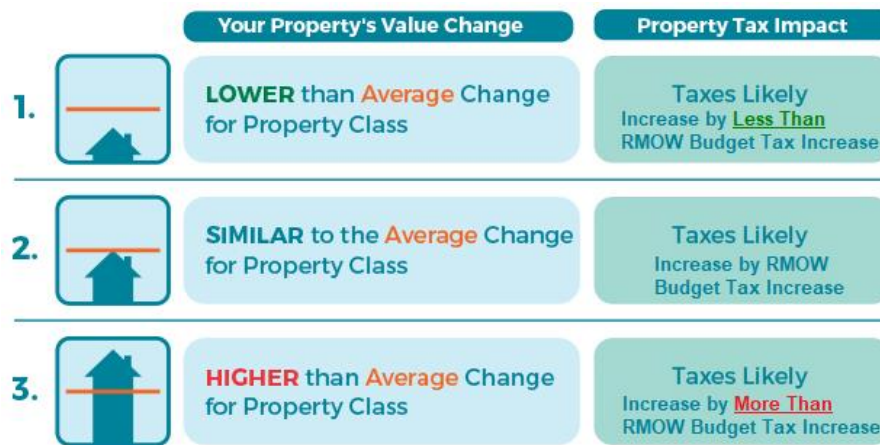 Your Property's Value Change
Property Tax Impact
1.
LOWER than Average Change
for Property Class
Taxes Likely
Increase by Less Than
RMOW Budget Tax Increase
2.
SIMILAR to the Average Change
for Property Class
Taxes Likely
Increase by RMOW
Budget Tax Increase
3.
HIGHER than Average Change
for Property Class
Taxes Likely
Increase by More Than
RMOW Budget Tax Increase